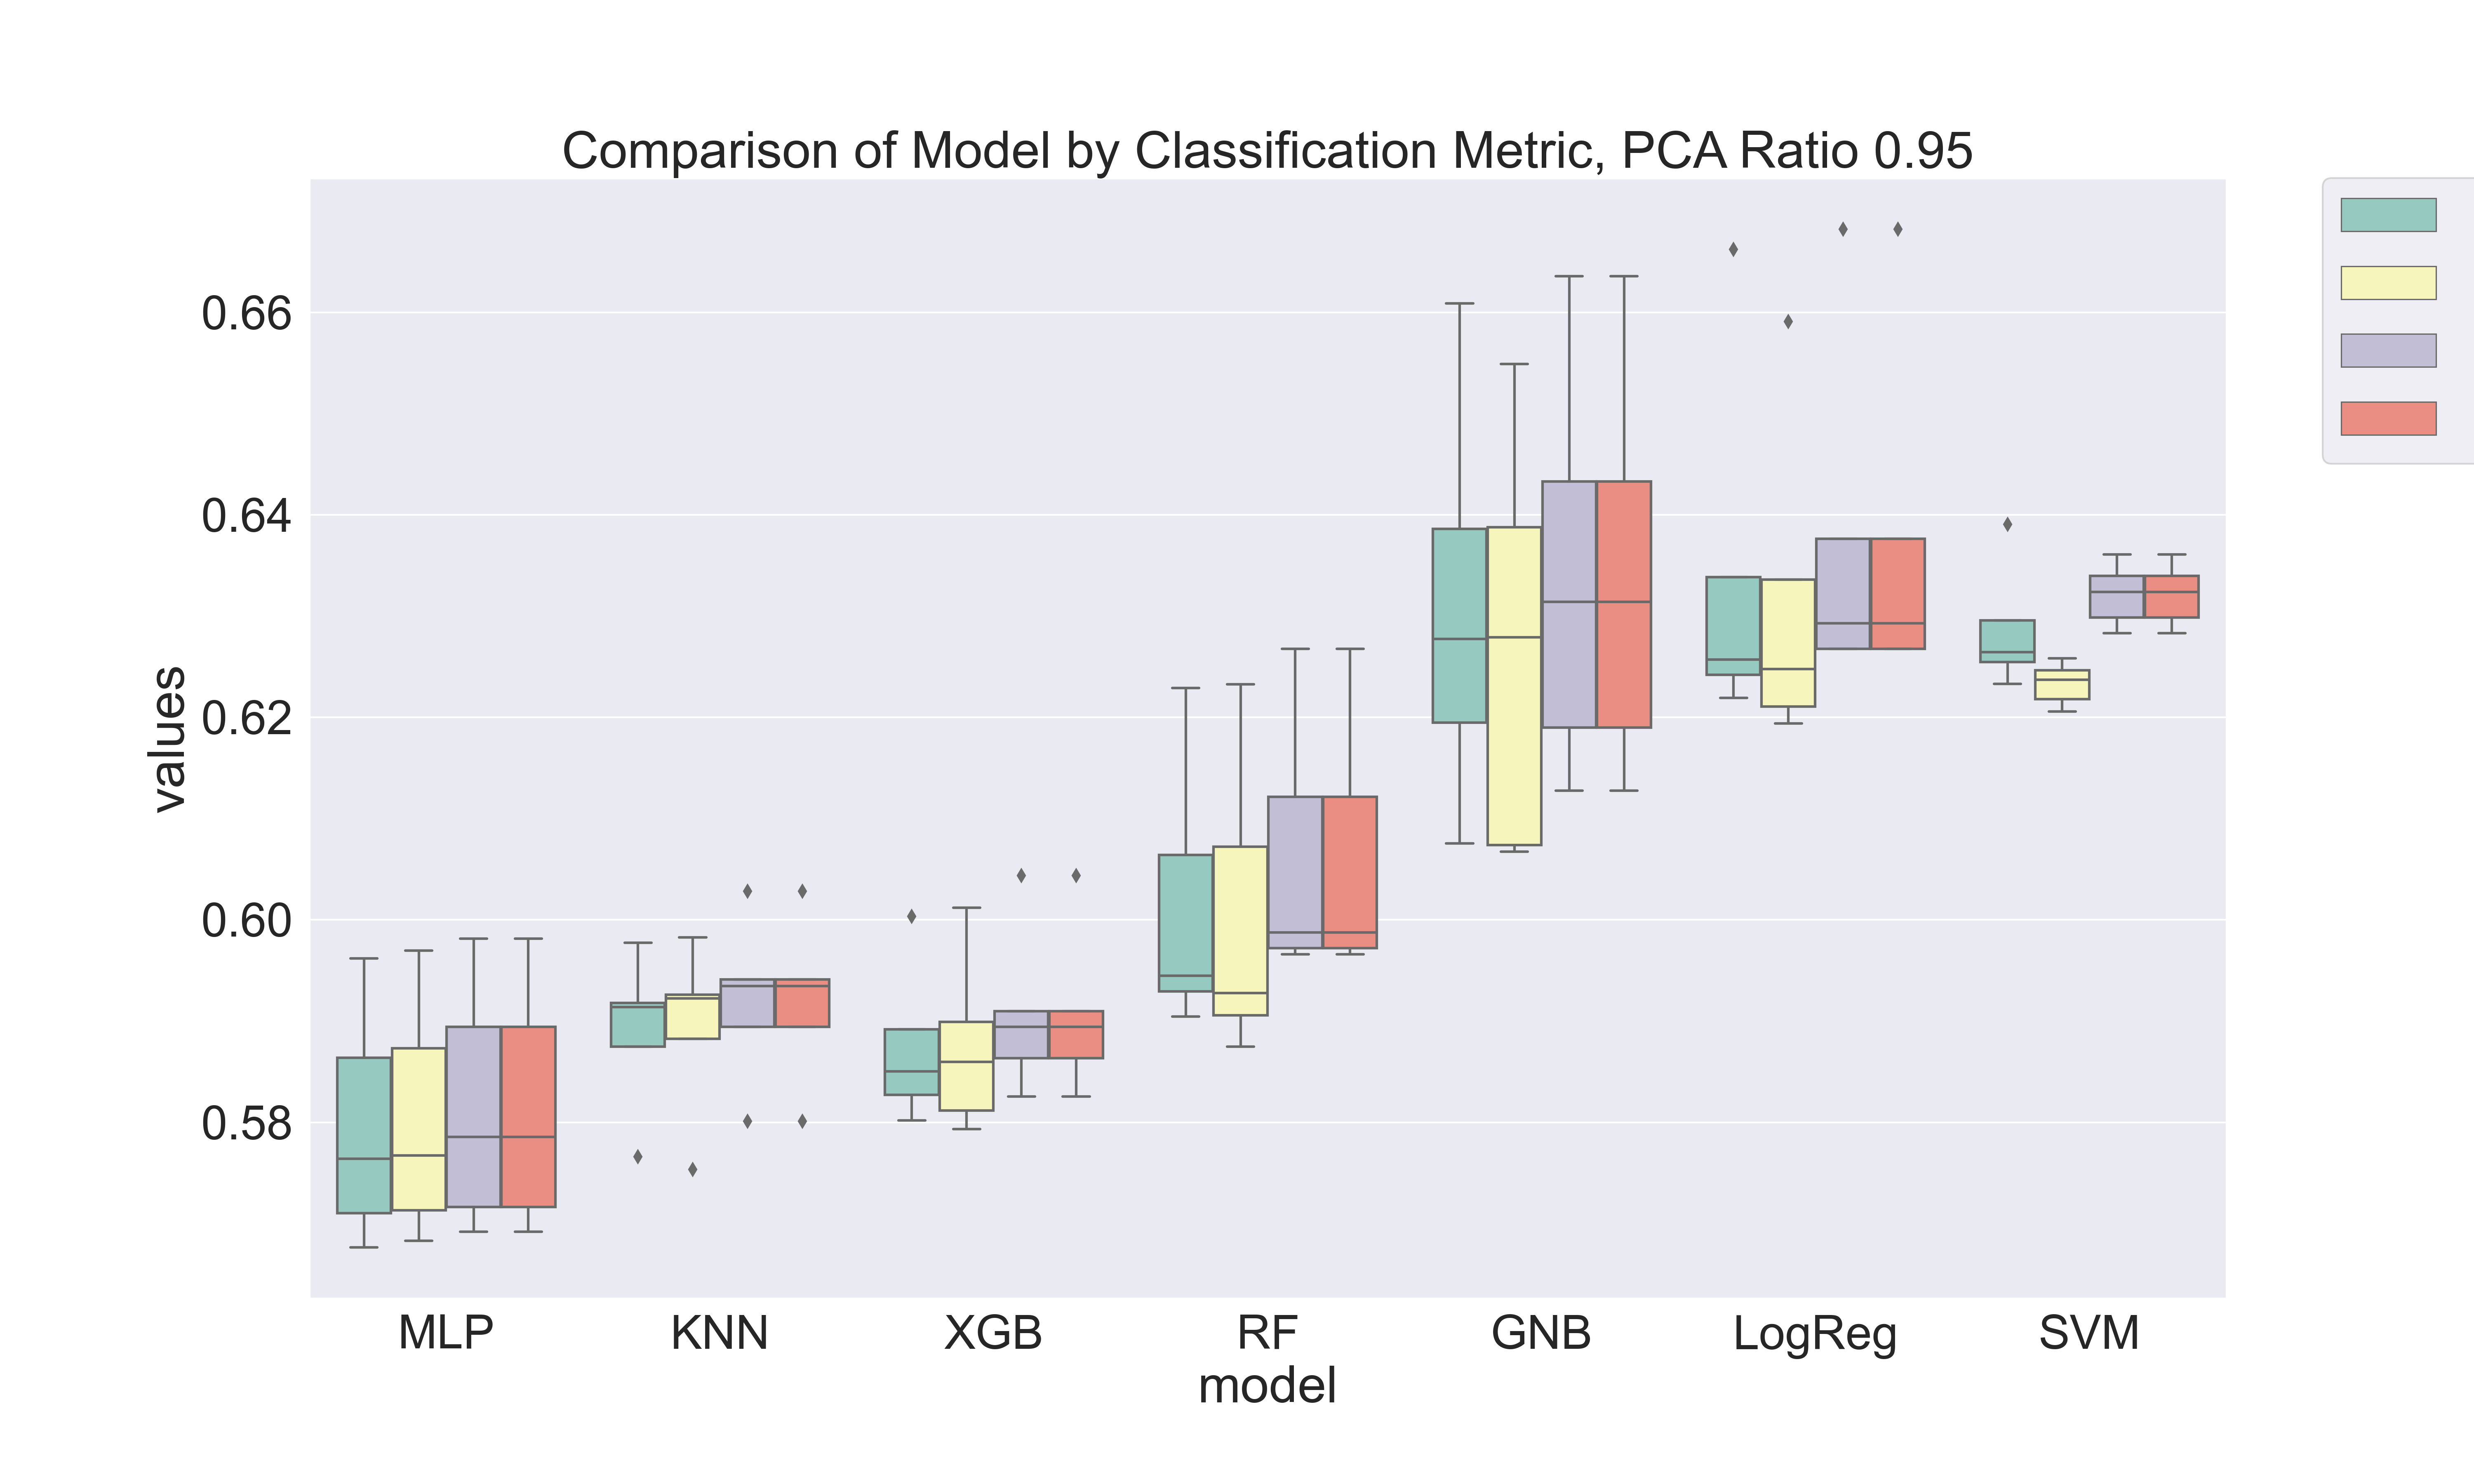 Comparison of Model by Classification Metric, PCA Ratio 0.95
values
0.66
0.64
0.62
0.60
0.58
MLP KNN XGB RF GNB LogReg SVM
model